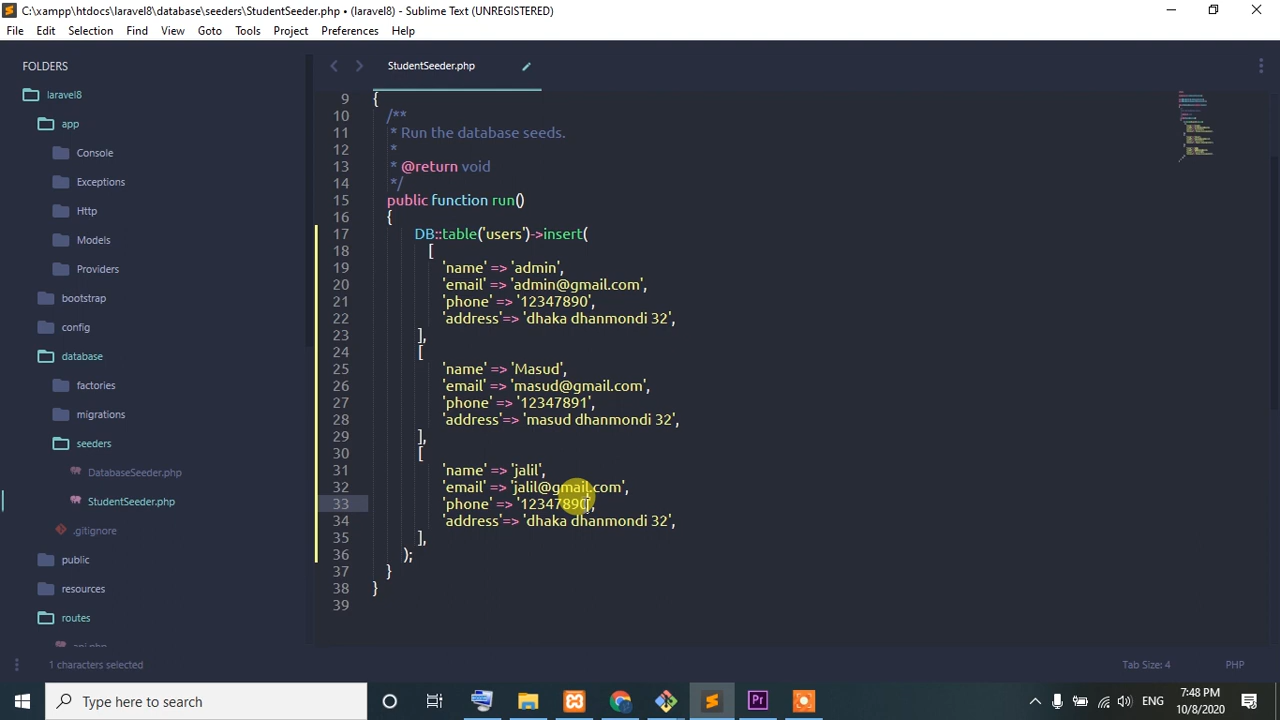 C:\xampp\htdocs\laravel8\database\seeders\StudentSeeder.php • (laravel8) - Sublime Text (UNREGISTERED)
File Edit Selection Find View Goto Tools Project Preferences Help
FOLDERS
laravel8
app
Console
Exceptions
Http
Models
Providers
bootstrap
config
database
factories
migrations
seeders
DatabaseSeeder.php
StudentSeeder.php
.gitignore
public
resources
routes
api.php
StudentSeeder.php
9 {
10 /**
11 * Run the database seeds.
12 *
13 * @return void
14 */
15 public function run()
16 {
17 DB::table('users')->insert(
18 [
19 'name' => 'admin',
20 'email' => 'admin@gmail.com',
21 'phone' => '12347890',
22 'address'=> 'dhaka dhanmondi 32',
23 ],
24 [
25 'name' => 'Masud',
26 'email' => 'masud@gmail.com',
27 'phone' => '12347891',
28 'address'=> 'masud dhanmondi 32',
29 ],
30 [
31 'name' => 'jalil',
32 'email' => 'jalil@gmail.com',
33 'phone' => '12347890',
34 'address'=> 'dhaka dhanmondi 32',
35 ],
36 );
37 }
38 }
39
1 characters selected
Tab Size: 4
PHP
Type here to search
Pr
ENG
7:48 PM
10/8/2020